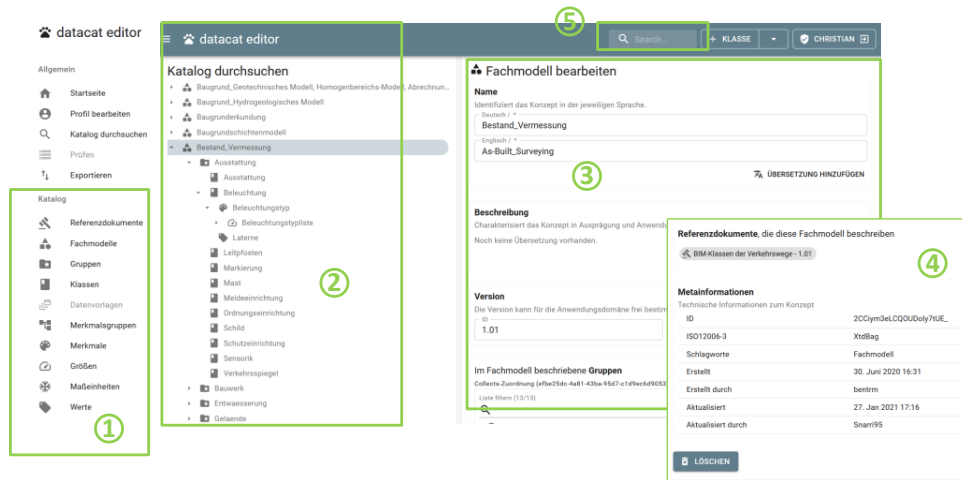 datacat editor
Allgemein
Startseite
Profil bearbeiten
Katalog durchsuchen
Prüfen
Exportieren
Katalog
Referenzdokumente
Fachmodelle
Gruppen
Klassen
Datenvorlagen
Merkmalsgruppen
Merkmale
Größen
Maßeinheiten
Werte
1
datacat editor
5
Search...
+ KLASSE
CHRISTIAN
Katalog durchsuchen
Baugrund_Geotechnisches Modell, Homogenbereichs-Modell, Abrechnun...
Baugrund_Hydrogeologisches Modell
Baugrunderkundung
Baugrundschichtenmodell
Bestand_Vermessung
Ausstattung
Ausstattung
Beleuchtung
Beleuchtungstyp
Beleuchtungstypliste
Laterne
Leitpfosten
Markierung
Mast
Meldeeinrichtung
Ordnungseinrichtung
Schild
Schutzeinrichtung
Sensorik
Verkehrsspiegel
Bauwerk
Entwaesserung
Gelaende
2
Fachmodell bearbeiten
Name
Identifiziert das Konzept in der jeweiligen Sprache.
Deutsch / *
Bestand_Vermessung
Englisch / *
As-Built_Surveying
3
ÜBERSETZUNG HINZUFÜGEN
Beschreibung
Charakterisiert das Konzept in Ausprägung und Anwendu
Noch keine Übersetzung vorhanden.
Version
Die Version kann für die Anwendungsdomäne frei bestim
ID
1.01
Im Fachmodell beschriebene Gruppen
Collects-Zuordnung (efbe25dc-4a81-43ba-95d7-c1d9ec6d9053
Liste filtern (13/13)
Referenzdokumente, die diese Fachmodell beschreiben
BIM-Klassen der Verkehrswege - 1.01
4
Metainformationen
Technische Informationen zum Konzept
ID 2CCiym3eLCQOUDoly7tUE_
ISO12006-3 XtdBag
Schlagworte Fachmodell
Erstellt 30. Juni 2020 16:31
Erstellt durch bentrm
Aktualisiert 27. Jan 2021 17:16
Aktualisiert durch Snarri95
LÖSCHEN